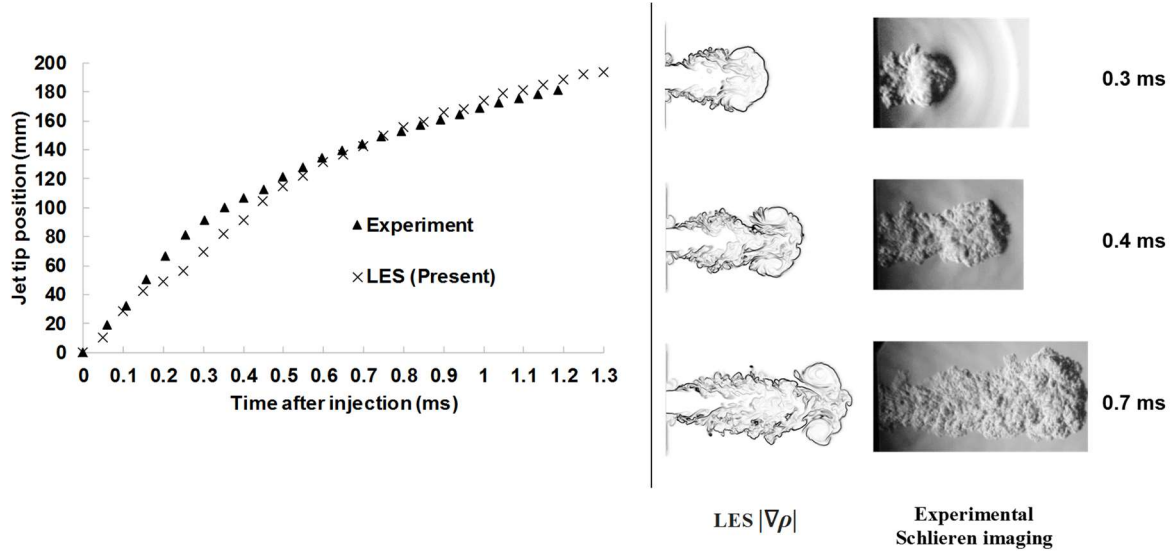 200
180
160
140
120
100
80
60
40
20
0
Jet tip position (mm)
0 0.1 0.2 0.3 0.4 0.5 0.6 0.7 0.8 0.9 1 1.1 1.2 1.3
Time after injection (ms)
Experiment
LES (Present)
0.3 ms
0.4 ms
0.7 ms
LES |∇ρ|
Experimental
Schlieren imaging